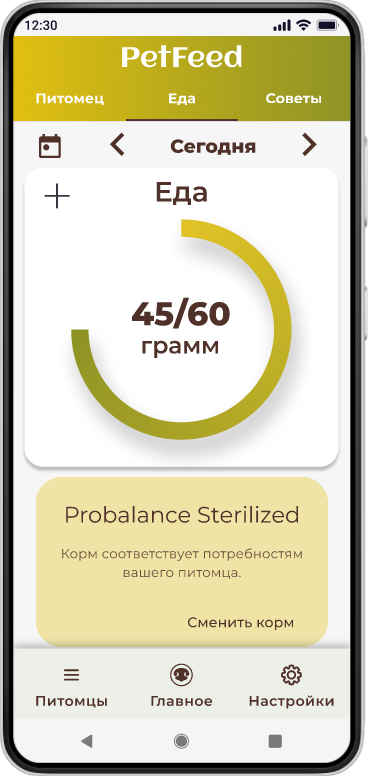 12:30
PetFeed
Питомец Еда Советы
Сегодня
Еда
45/60
грамм
Probalance Sterilized
Корм соответствует потребностям
вашего питомца.
Сменить корм
Питомцы Главное Настройки